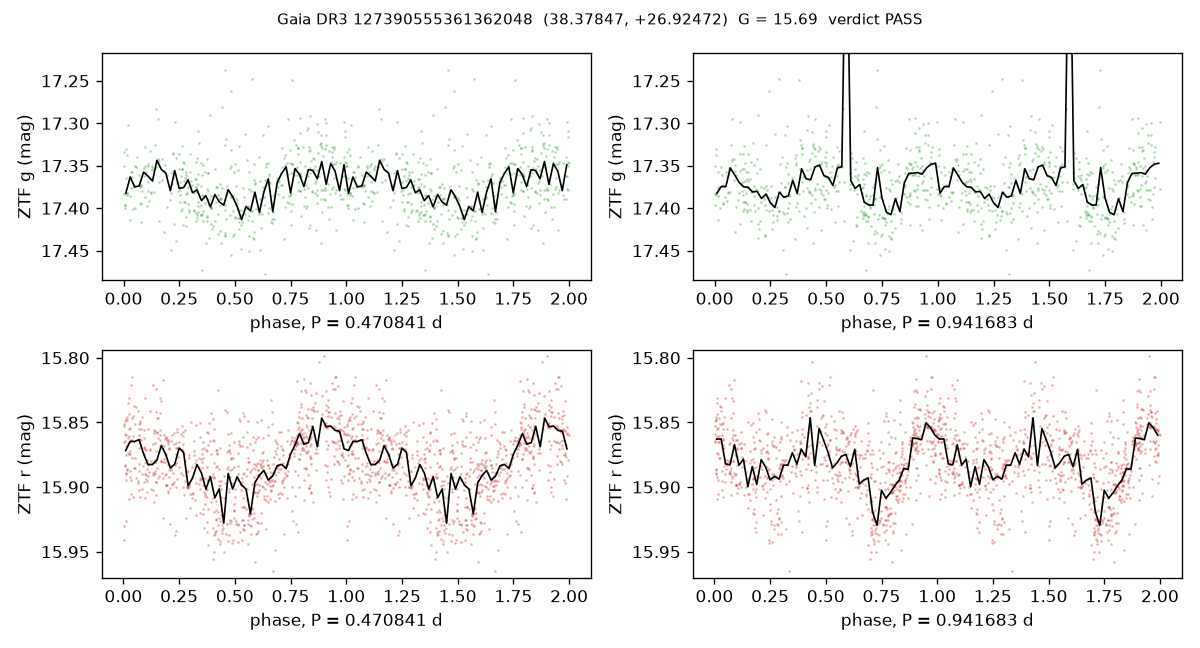 Gaia DR3 127390555361362048 (38.37847, +26.92472) G = 15.69 verdict PASS
ZTF g (mag)
17.25
17.30
17.35
17.40
17.45
0.00 0.25 0.50 0.75 1.00 1.25 1.50 1.75 2.00
phase, P = 0.470841 d
ZTF g (mag)
17.25
17.30
17.35
17.40
17.45
0.00 0.25 0.50 0.75 1.00 1.25 1.50 1.75 2.00
phase, P = 0.941683 d
ZTF r (mag)
15.80
15.85
15.90
15.95
0.00 0.25 0.50 0.75 1.00 1.25 1.50 1.75 2.00
phase, P = 0.470841 d
ZTF r (mag)
15.80
15.85
15.90
15.95
0.00 0.25 0.50 0.75 1.00 1.25 1.50 1.75 2.00
phase, P = 0.941683 d